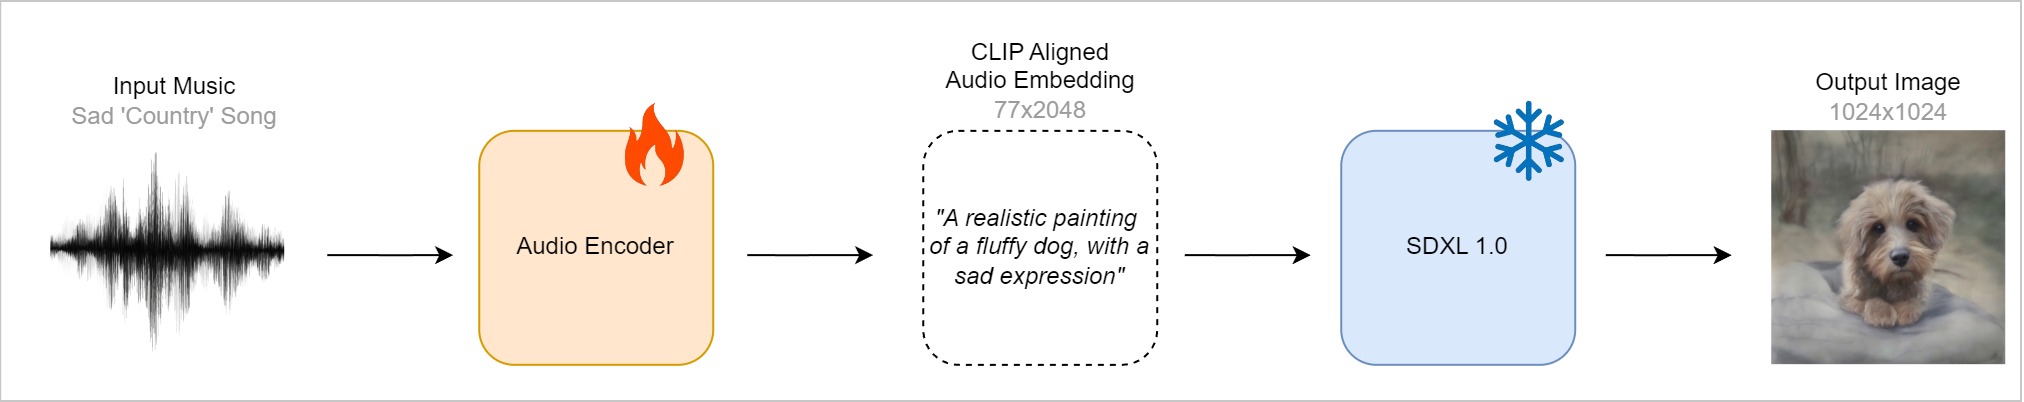 Input Music
Sad 'Country' Song
Audio Encoder
CLIP Aligned
Audio Embedding
77x2048
"A realistic painting
of a fluffy dog, with a
sad expression"
SDXL 1.0
Output Image
1024x1024